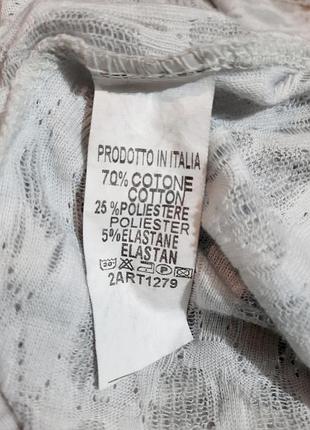 PRODOTTO IN ITALIA
70% COTONE
COTTON
25% POLIESTERE
POLIESTER
5% ELASTANE
ELASTAN
2ART1279